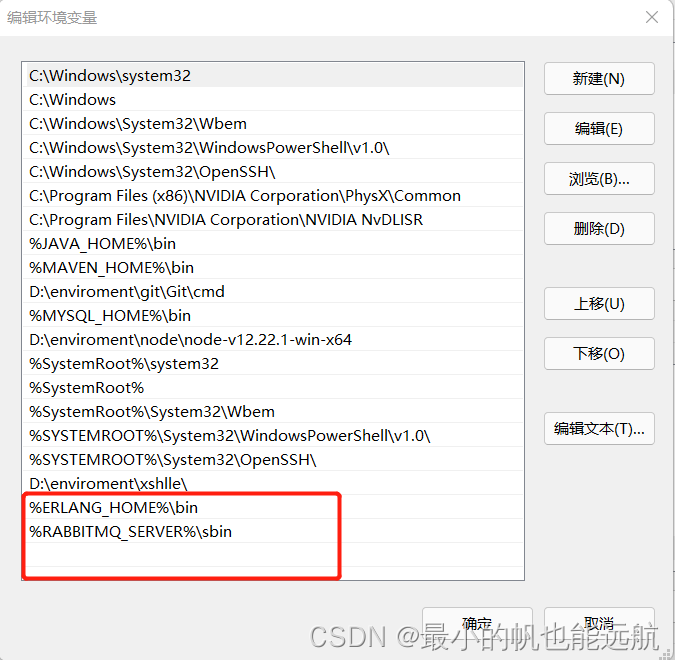 编辑环境变量
C:\Windows\system32
C:\Windows
C:\Windows\System32\Wbem
C:\Windows\System32\WindowsPowerShell\v1.0\
C:\Windows\System32\OpenSSH\
C:\Program Files (x86)\NVIDIA Corporation\PhysX\Common
C:\Program Files\NVIDIA Corporation\NVIDIA NvDLISR
%JAVA_HOME%\bin
%MAVEN_HOME%\bin
D:\enviroment\git\Git\cmd
%MYSQL_HOME%\bin
D:\enviroment\node\node-v12.22.1-win-x64
%SystemRoot%\system32
%SystemRoot%
%SystemRoot%\System32\Wbem
%SYSTEMROOT%\System32\WindowsPowerShell\v1.0\
%SYSTEMROOT%\System32\OpenSSH\
D:\enviroment\xshlle\
%ERLANG_HOME%\bin
%RABBITMQ_SERVER%\sbin
新建(N)
编辑(E)
浏览(B)...
删除(D)
上移(U)
下移(O)
编辑文本(T)...
确定
取消
CSDN @最小的帆也能远航